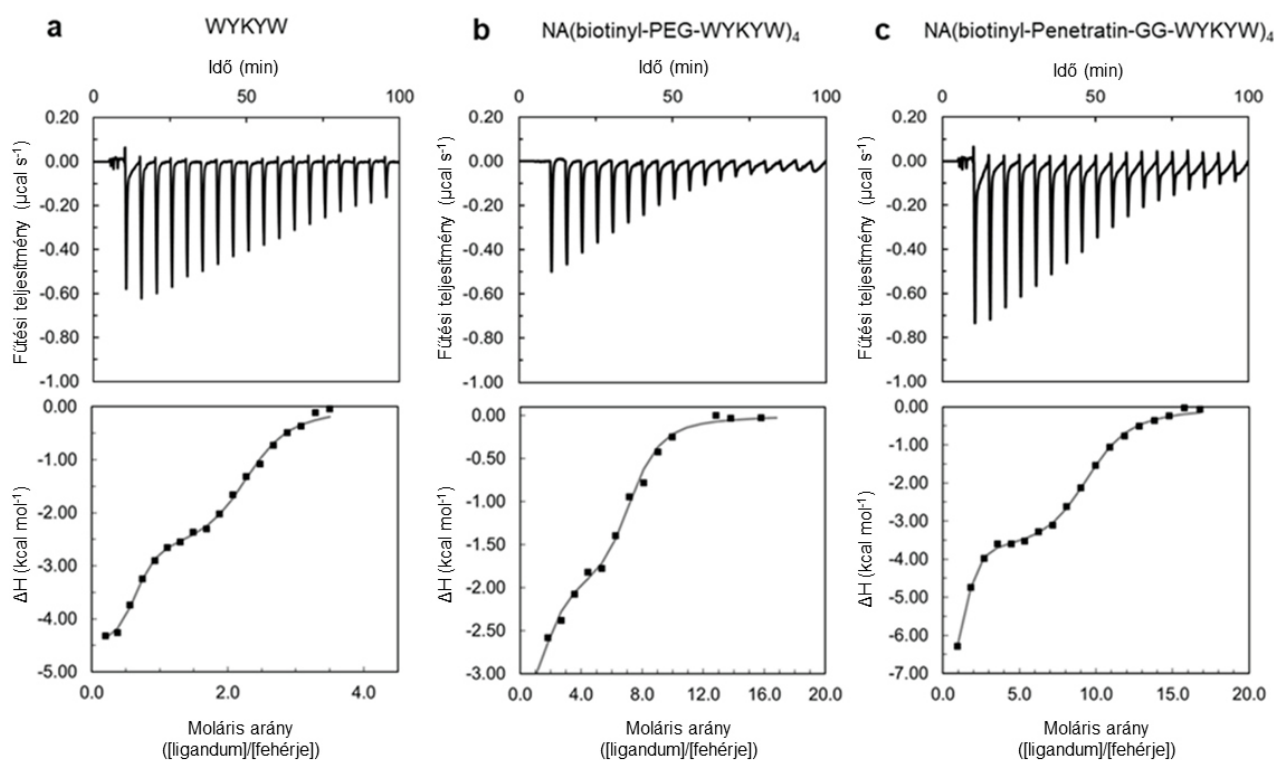 a WYKYW
Idő (min)
0 50 100
Fűtési teljesítmény (µcal s⁻¹)
0.20
0.00
-0.20
-0.40
-0.60
-0.80
-1.00
ΔH (kcal mol⁻¹)
0.00
-1.00
-2.00
-3.00
-4.00
-5.00
0.0 2.0 4.0
Moláris arány
([ligandum]/[fehérje])
b NA(biotinyl-PEG-WYKYW)₄
Idő (min)
0 50 100
Fűtési teljesítmény (µcal s⁻¹)
0.20
0.00
-0.20
-0.40
-0.60
-0.80
-1.00
ΔH (kcal mol⁻¹)
0.00
-0.50
-1.00
-1.50
-2.00
-2.50
-3.00
0.0 4.0 8.0 12.0 16.0 20.0
Moláris arány
([ligandum]/[fehérje])
c NA(biotinyl-Penetratin-GG-WYKYW)₄
Idő (min)
0 50 100
Fűtési teljesítmény (µcal s⁻¹)
0.20
0.00
-0.20
-0.40
-0.60
-0.80
-1.00
ΔH (kcal mol⁻¹)
0.00
-1.00
-2.00
-3.00
-4.00
-5.00
-6.00
-7.00
0.0 5.0 10.0 15.0 20.0
Moláris arány
([ligandum]/[fehérje])